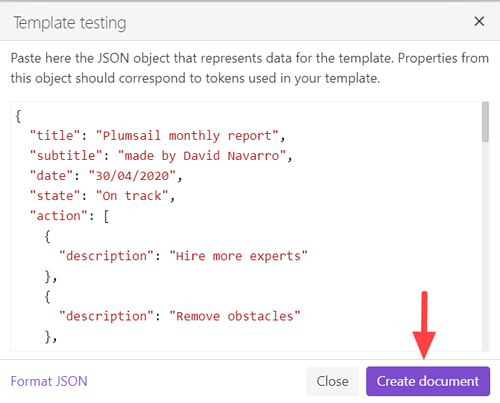 Template testing
Paste here the JSON object that represents data for the template. Properties from
this object should correspond to tokens used in your template.
{
"title": "Plumsail monthly report",
"subtitle": "made by David Navarro",
"date": "30/04/2020",
"state": "On track",
"action": [
{
"description": "Hire more experts"
},
{
"description": "Remove obstacles"
},
Format JSON Close Create document